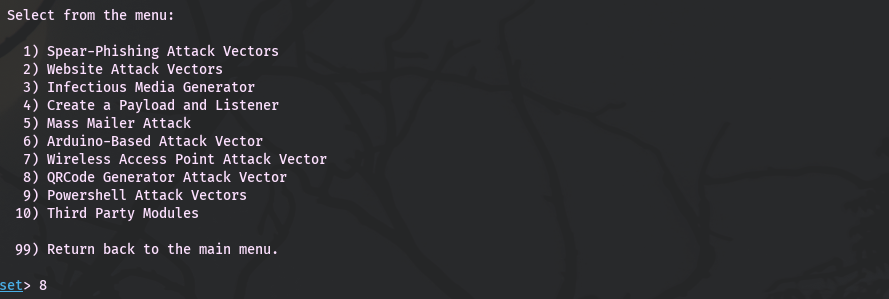 Select from the menu:
1) Spear-Phishing Attack Vectors
2) Website Attack Vectors
3) Infectious Media Generator
4) Create a Payload and Listener
5) Mass Mailer Attack
6) Arduino-Based Attack Vector
7) Wireless Access Point Attack Vector
8) QRCode Generator Attack Vector
9) Powershell Attack Vectors
10) Third Party Modules
99) Return back to the main menu.
set> 8